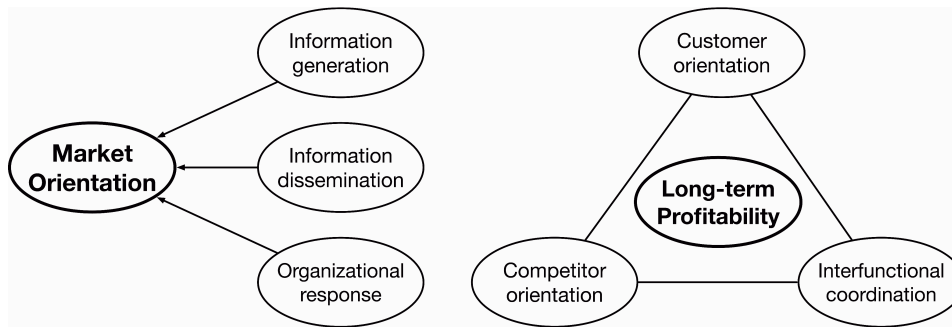 Information
generation
Market
Orientation
Information
dissemination
Organizational
response
Customer
orientation
Long-term
Profitability
Competitor
orientation
Interfunctional
coordination